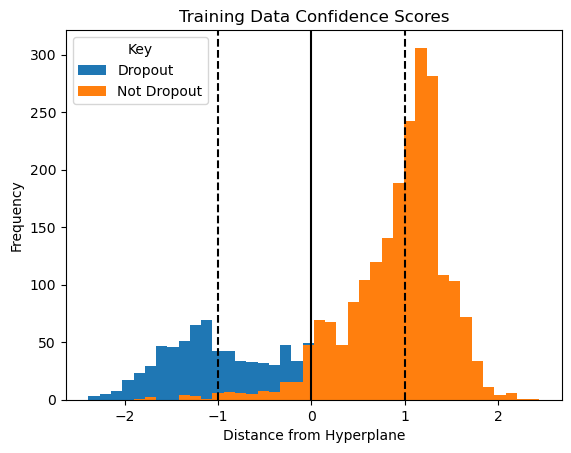 Training Data Confidence Scores
Key
Dropout
Not Dropout
Frequency
300
250
200
150
100
50
0
−2
−1
0
1
2
Distance from Hyperplane